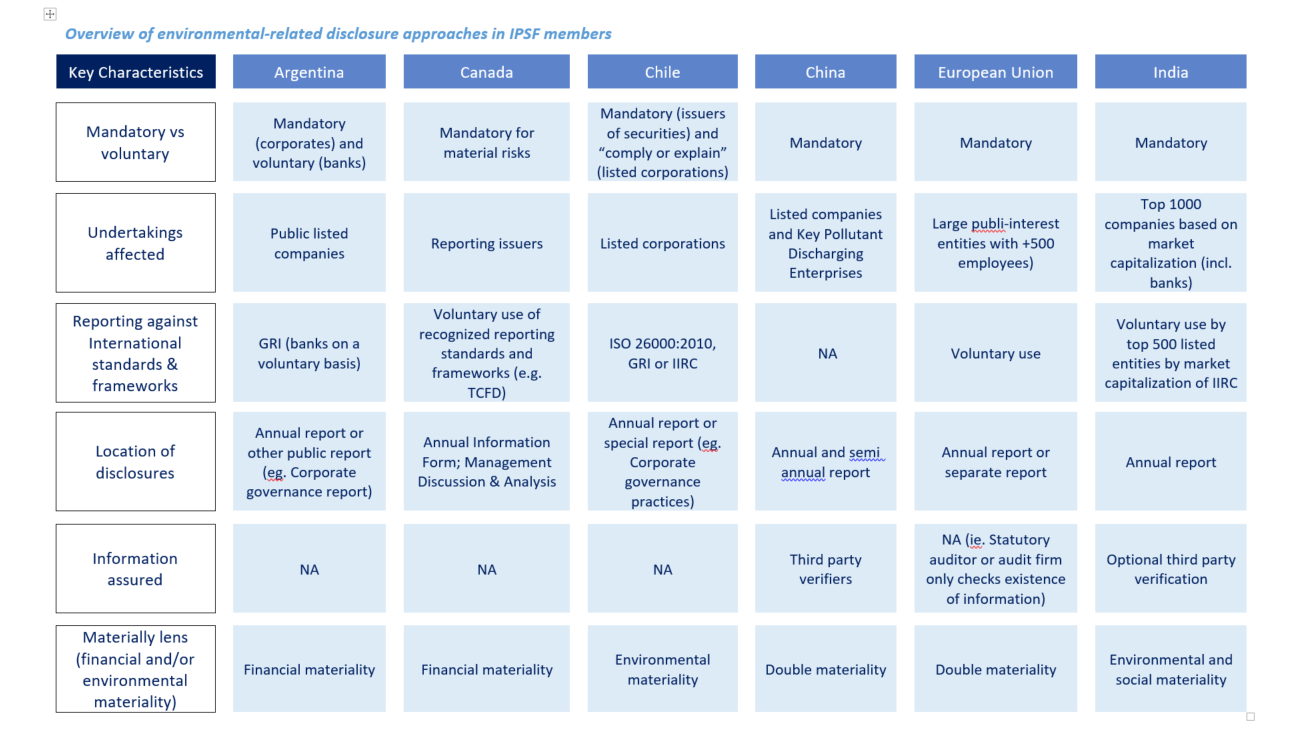 Overview of environmental-related disclosure approaches in IPSF members
Key Characteristics
Argentina
Canada
Chile
China
European Union
India
Mandatory vs
voluntary
Mandatory
(corporates) and
voluntary (banks)
Mandatory for
material risks
Mandatory (issuers
of securities) and
“comply or explain”
(listed corporations)
Mandatory
Mandatory
Mandatory
Undertakings
affected
Public listed
companies
Reporting issuers
Listed corporations
Listed companies
and Key Pollutant
Discharging
Enterprises
Large publi-interest
entities with +500
employees)
Top 1000
companies based on
market
capitalization (incl.
banks)
Reporting against
International
standards &
frameworks
GRI (banks on a
voluntary basis)
Voluntary use of
recognized reporting
standards and
frameworks (e.g.
TCFD)
ISO 26000:2010,
GRI or IIRC
NA
Voluntary use
Voluntary use by
top 500 listed
entities by market
capitalization of IIRC
Location of
disclosures
Annual report or
other public report
(eg. Corporate
governance report)
Annual Information
Form; Management
Discussion & Analysis
Annual report or
special report (eg.
Corporate
governance
practices)
Annual and semi
annual report
Annual report or
separate report
Annual report
Information
assured
NA
NA
NA
Third party
verifiers
NA (ie. Statutory
auditor or audit firm
only checks existence
of information)
Optional third party
verification
Materially lens
(financial and/or
environmental
materiality)
Financial materiality
Financial materiality
Environmental
materiality
Double materiality
Double materiality
Environmental and
social materiality